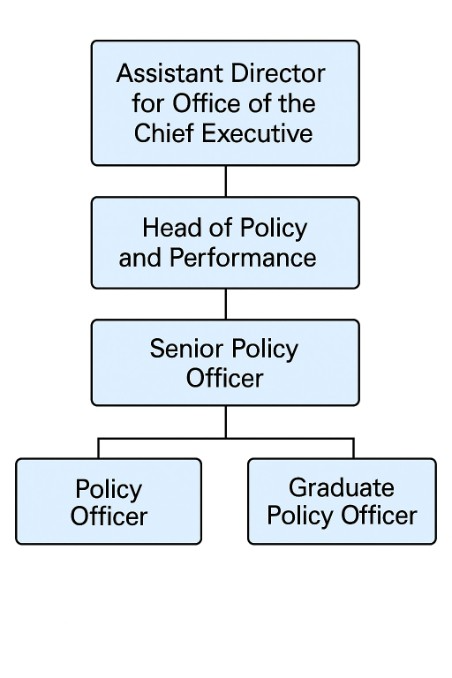 Assistant Director
for Office of the
Chief Executive
Head of Policy
and Performance
Senior Policy
Officer
Policy
Officer
Graduate
Policy Officer